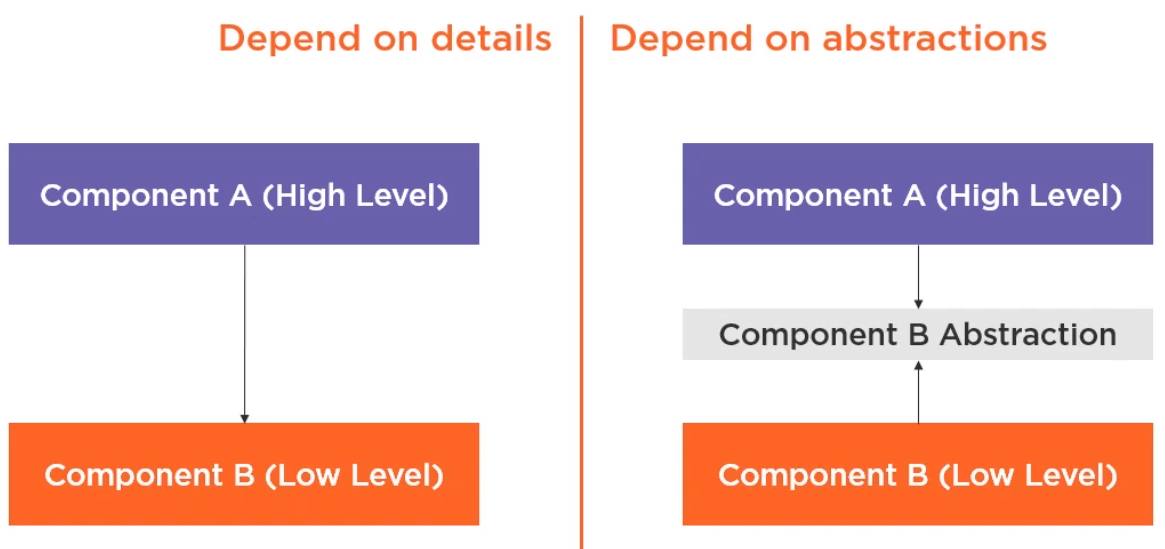 Depend on details
Component A (High Level)
Component B (Low Level)
Depend on abstractions
Component A (High Level)
Component B Abstraction
Component B (Low Level)